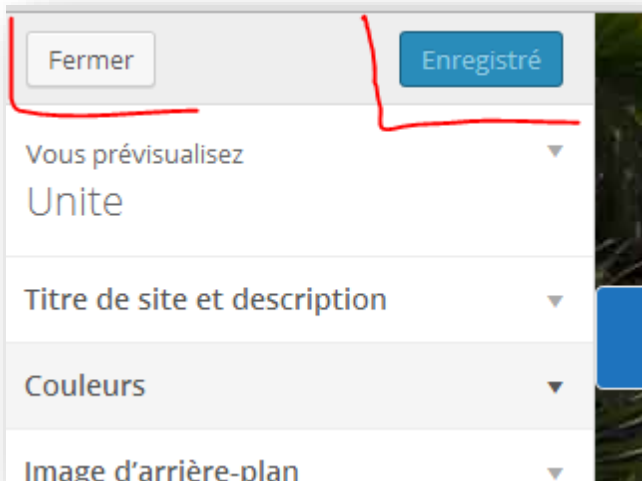 Fermer
Enregistré
Vous prévisualisez
Unite
Titre de site et description
Couleurs
Image d'arrière-plan